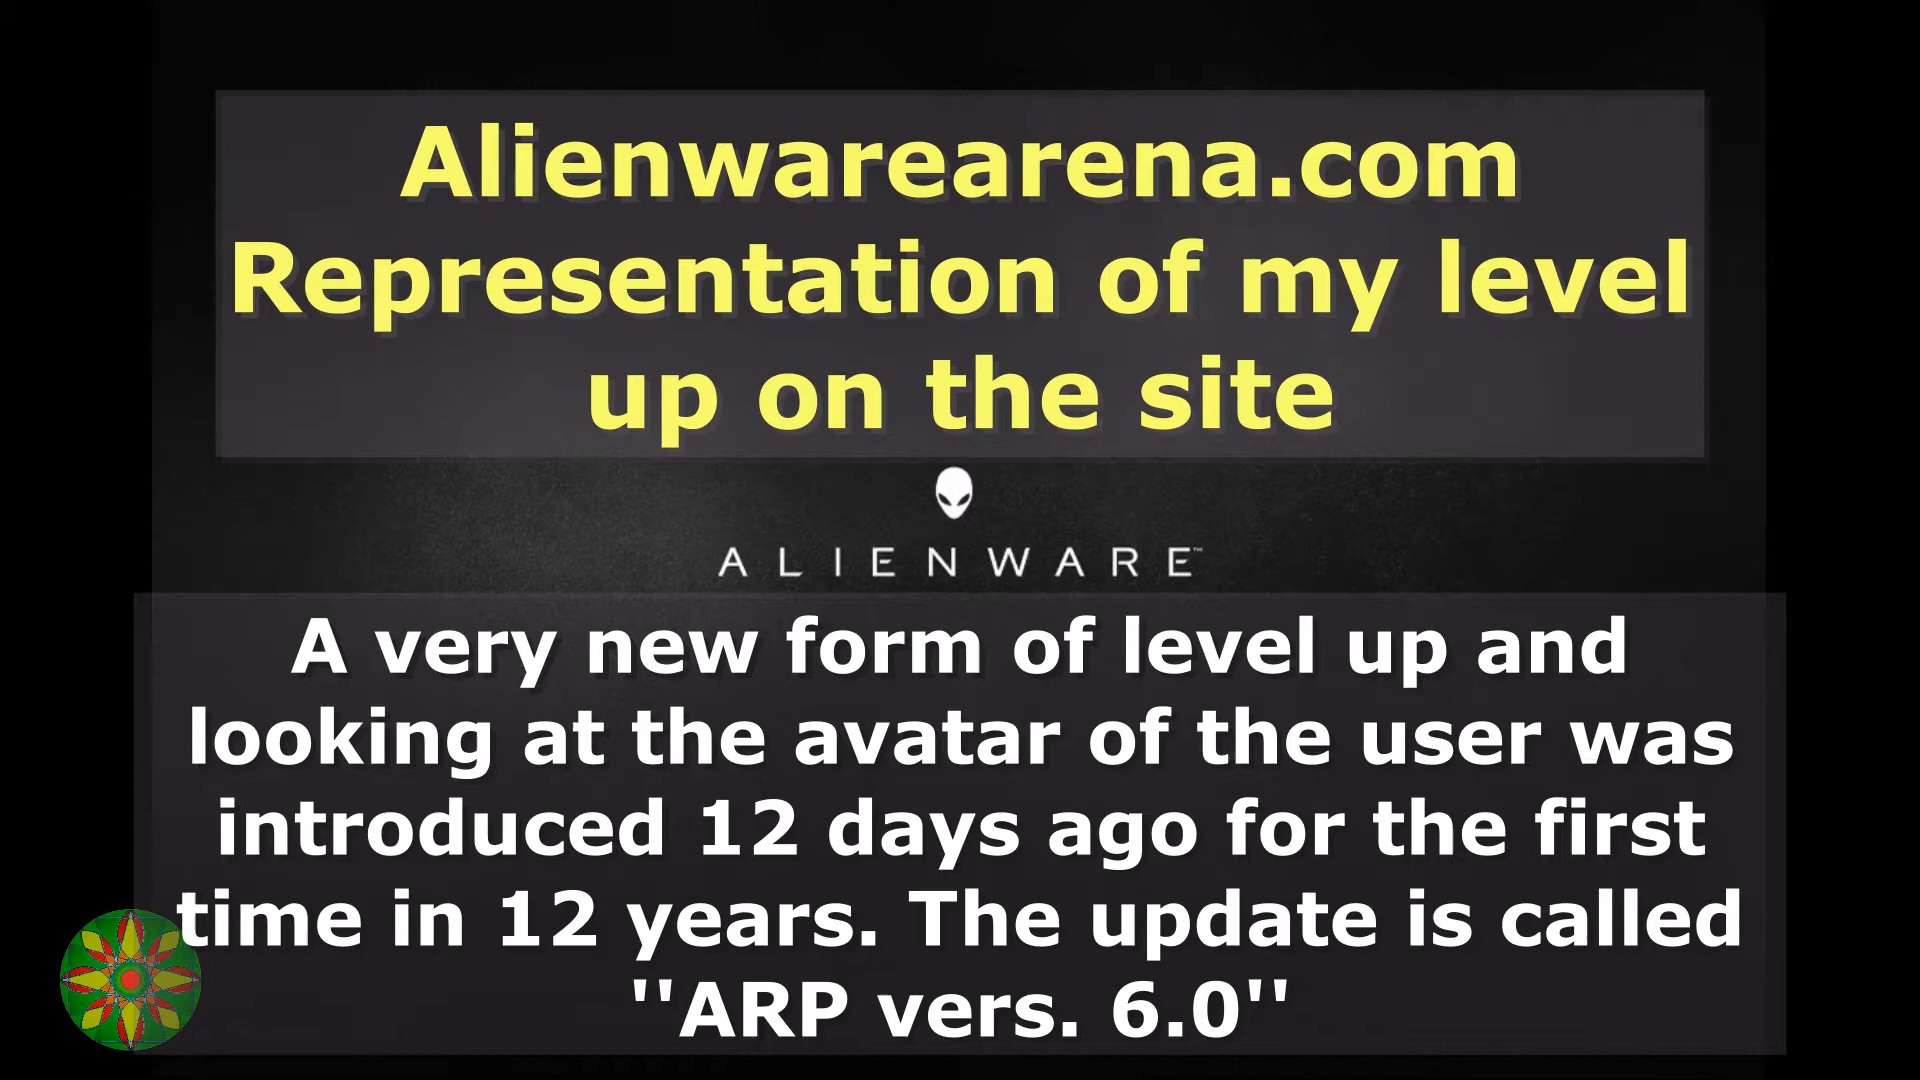 Alienwarearena.com
Representation of my level
up on the site
ALIENWARE™
A very new form of level up and
looking at the avatar of the user was
introduced 12 days ago for the first
time in 12 years. The update is called
''ARP vers. 6.0''